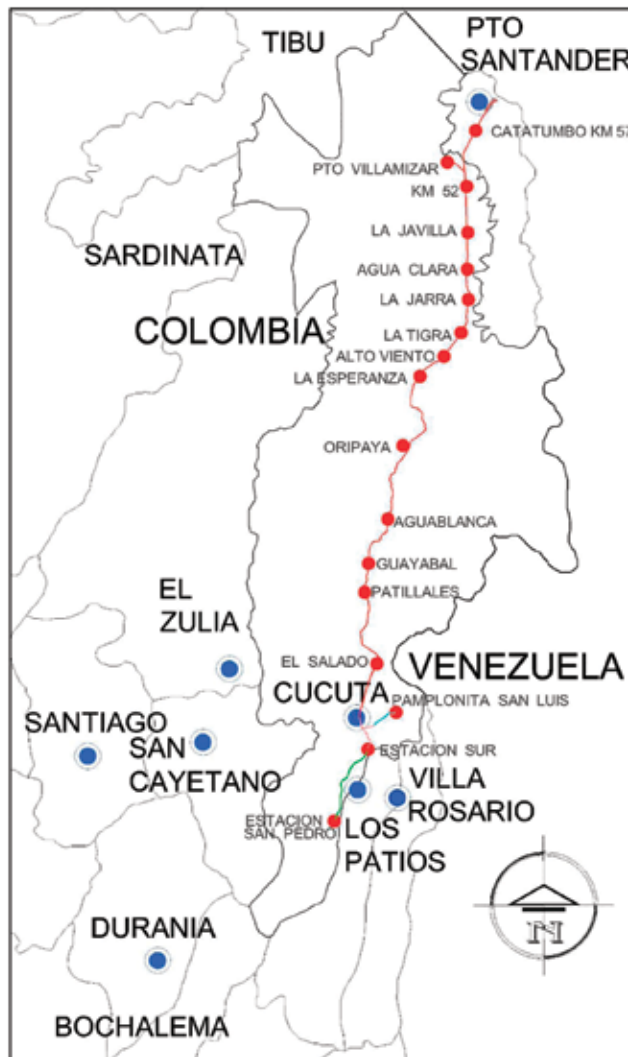 PTO
SANTANDER
TIBU
CATATUMBO KM 57
PTO VILLAMIZAR
KM 52
LA JAVILLA
SARDINATA
AGUA CLARA
LA JARRA
COLOMBIA
LA TIGRA
ALTO VIENTO
LA ESPERANZA
ORIPAYA
AGUABLANCA
GUAYABAL
EL
ZULIA
PATILLALES
EL SALADO
VENEZUELA
CUCUTA
PAMPLONITA SAN LUIS
SANTIAGO
SAN
CAYETANO
ESTACION SUR
VILLA
ROSARIO
ESTACION
SAN PEDRO
LOS
PATIOS
DURANIA
N
BOCHALEMA